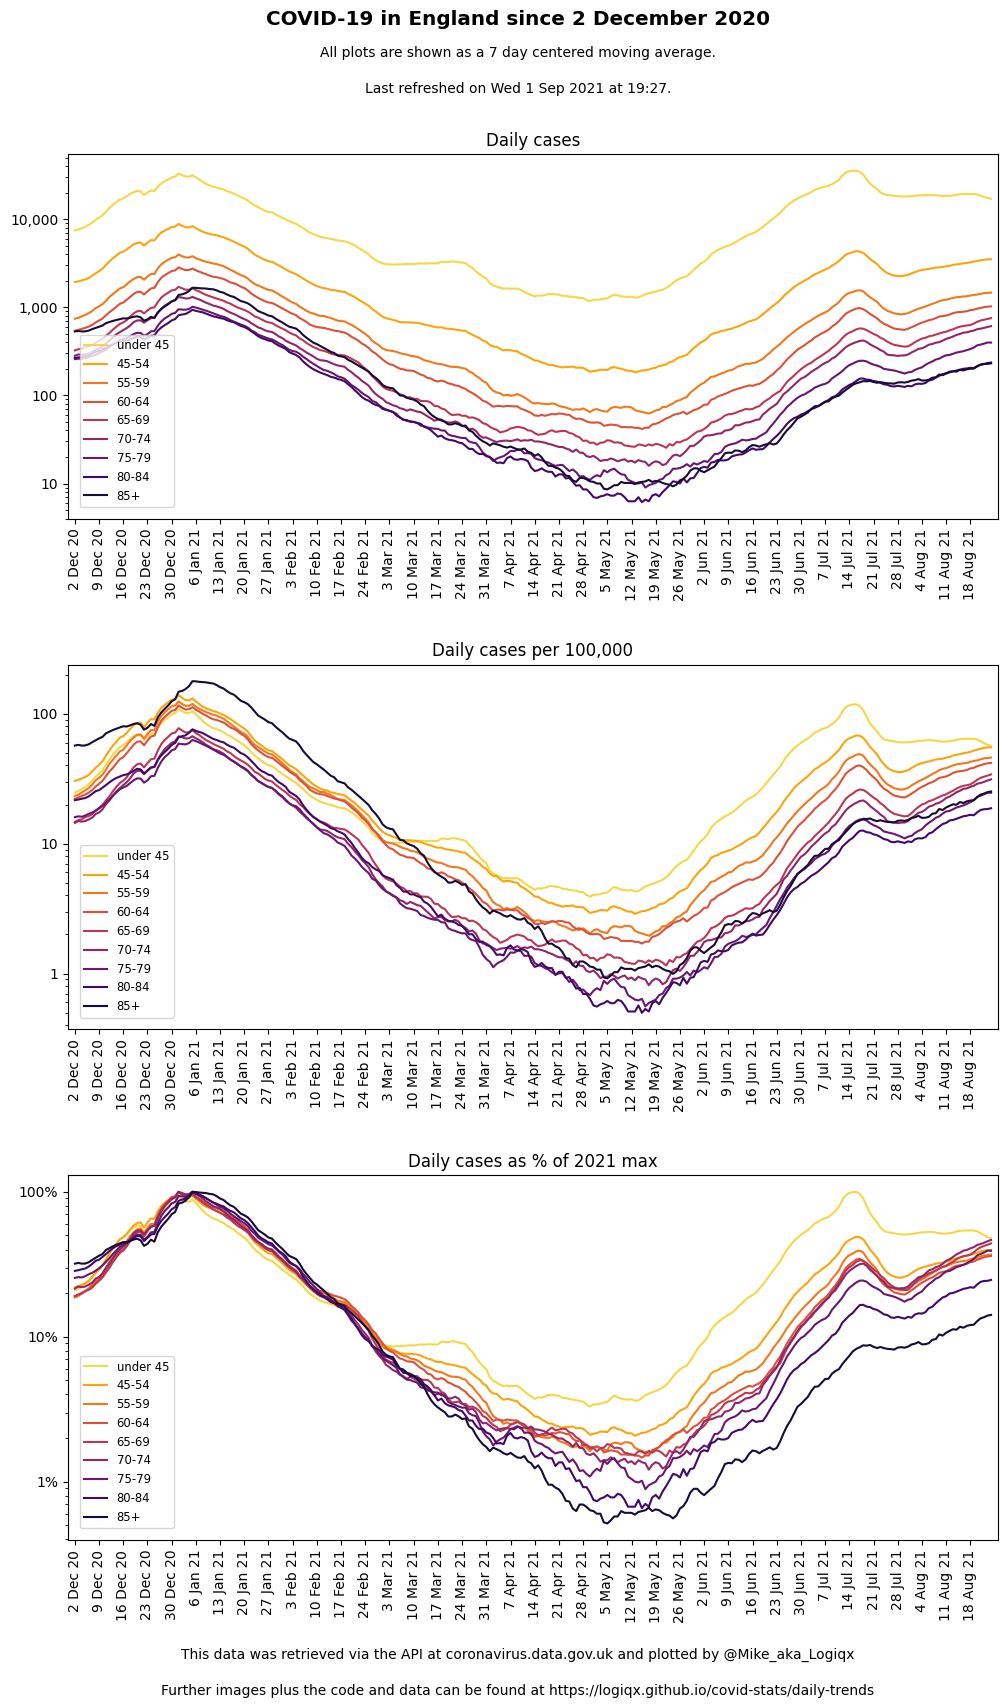 COVID-19 in England since 2 December 2020
All plots are shown as a 7 day centered moving average.
Last refreshed on Wed 1 Sep 2021 at 19:27.
Daily cases
10,000
1,000
100
10
under 45
45-54
55-59
60-64
65-69
70-74
75-79
80-84
85+
2 Dec 20
9 Dec 20
16 Dec 20
23 Dec 20
30 Dec 20
6 Jan 21
13 Jan 21
20 Jan 21
27 Jan 21
3 Feb 21
10 Feb 21
17 Feb 21
24 Feb 21
3 Mar 21
10 Mar 21
17 Mar 21
24 Mar 21
31 Mar 21
7 Apr 21
14 Apr 21
21 Apr 21
28 Apr 21
5 May 21
12 May 21
19 May 21
26 May 21
2 Jun 21
9 Jun 21
16 Jun 21
23 Jun 21
30 Jun 21
7 Jul 21
14 Jul 21
21 Jul 21
28 Jul 21
4 Aug 21
11 Aug 21
18 Aug 21
Daily cases per 100,000
100
10
1
under 45
45-54
55-59
60-64
65-69
70-74
75-79
80-84
85+
2 Dec 20
9 Dec 20
16 Dec 20
23 Dec 20
30 Dec 20
6 Jan 21
13 Jan 21
20 Jan 21
27 Jan 21
3 Feb 21
10 Feb 21
17 Feb 21
24 Feb 21
3 Mar 21
10 Mar 21
17 Mar 21
24 Mar 21
31 Mar 21
7 Apr 21
14 Apr 21
21 Apr 21
28 Apr 21
5 May 21
12 May 21
19 May 21
26 May 21
2 Jun 21
9 Jun 21
16 Jun 21
23 Jun 21
30 Jun 21
7 Jul 21
14 Jul 21
21 Jul 21
28 Jul 21
4 Aug 21
11 Aug 21
18 Aug 21
Daily cases as % of 2021 max
100%
10%
1%
under 45
45-54
55-59
60-64
65-69
70-74
75-79
80-84
85+
2 Dec 20
9 Dec 20
16 Dec 20
23 Dec 20
30 Dec 20
6 Jan 21
13 Jan 21
20 Jan 21
27 Jan 21
3 Feb 21
10 Feb 21
17 Feb 21
24 Feb 21
3 Mar 21
10 Mar 21
17 Mar 21
24 Mar 21
31 Mar 21
7 Apr 21
14 Apr 21
21 Apr 21
28 Apr 21
5 May 21
12 May 21
19 May 21
26 May 21
2 Jun 21
9 Jun 21
16 Jun 21
23 Jun 21
30 Jun 21
7 Jul 21
14 Jul 21
21 Jul 21
28 Jul 21
4 Aug 21
11 Aug 21
18 Aug 21
This data was retrieved via the API at coronavirus.data.gov.uk and plotted by @Mike_aka_Logiqx
Further images plus the code and data can be found at https://logiqx.github.io/covid-stats/daily-trends